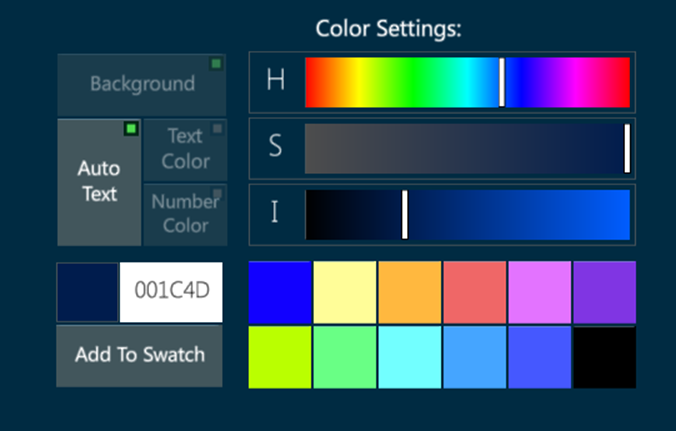 Color Settings:
Background
H
Auto
Text
Text
Color
S
Number
Color
I
001C4D
Add To Swatch